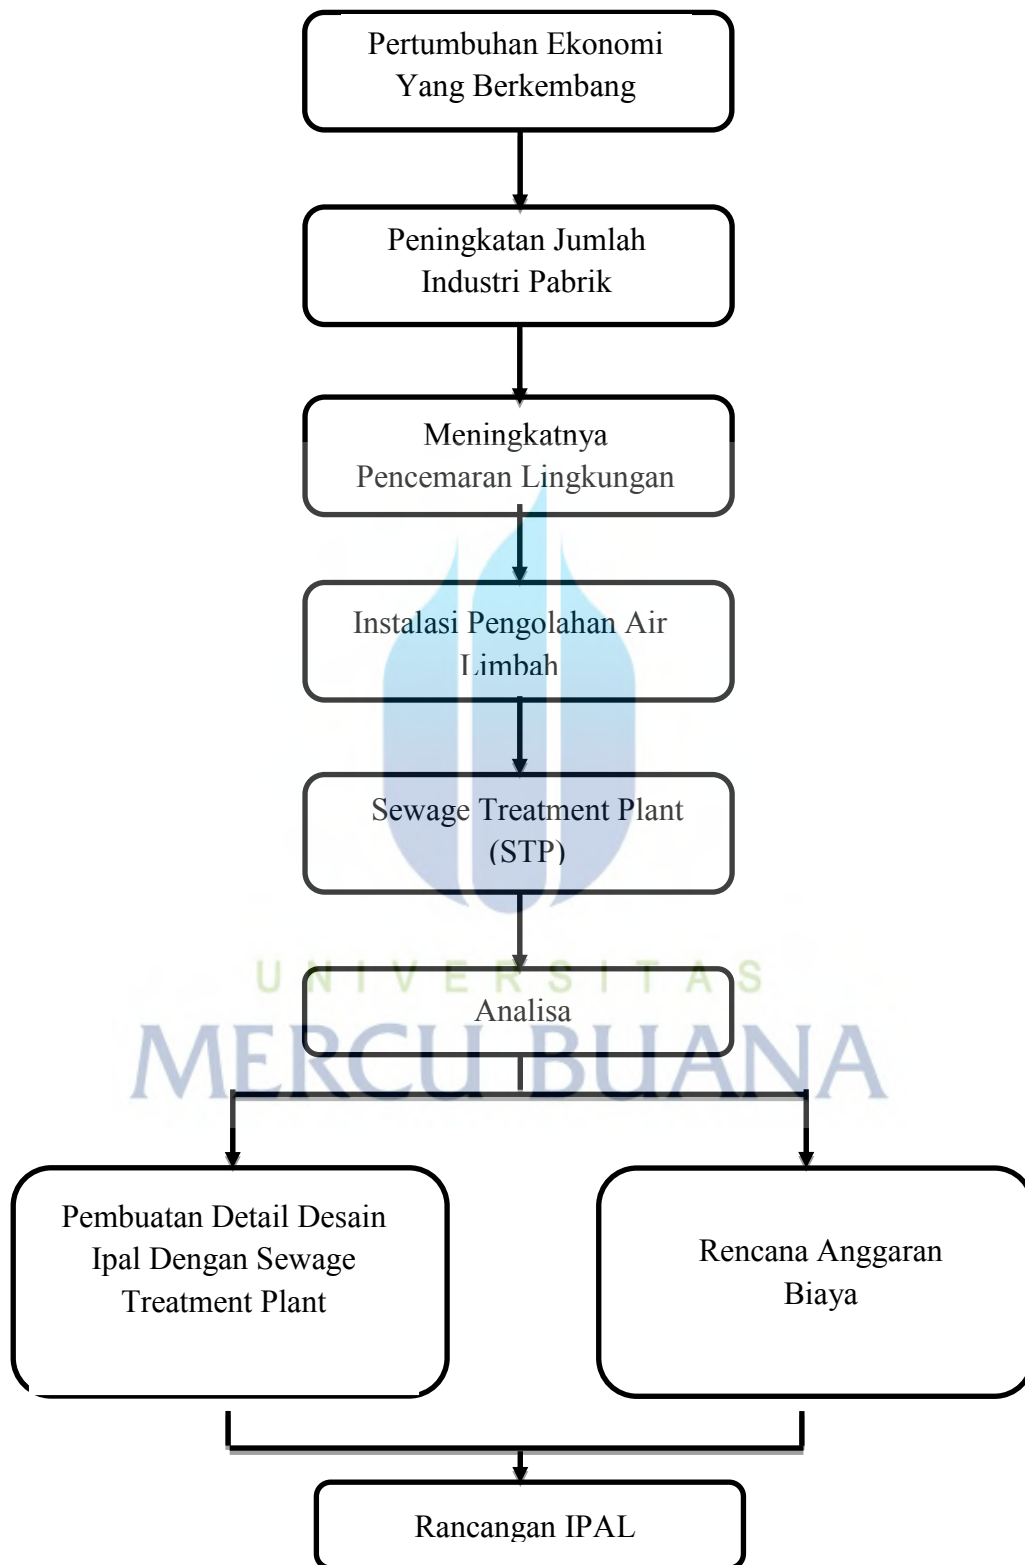 Pertumbuhan Ekonomi
Yang Berkembang
Peningkatan Jumlah
Industri Pabrik
Meningkatnya
Pencemaran Lingkungan
Instalasi Pengolahan Air
Limbah
Sewage Treatment Plant
(STP)
UNIVERSITAS
Analisa
MERCU BUANA
Pembuatan Detail Desain
Ipal Dengan Sewage
Treatment Plant
Rencana Anggaran
Biaya
Rancangan IPAL